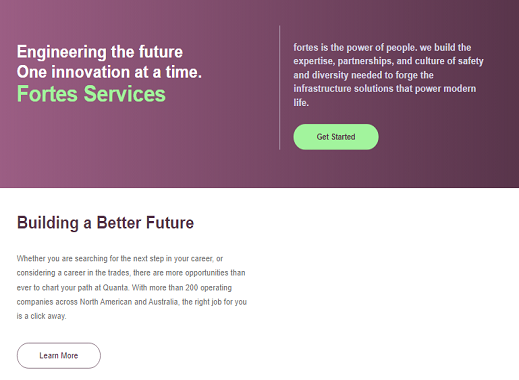 Engineering the future
One innovation at a time.
Fortes Services
fortes is the power of people. we build the
expertise, partnerships, and culture of safety
and diversity needed to forge the
infrastructure solutions that power modern
life.
Get Started
Building a Better Future
Whether you are searching for the next step in your career, or
considering a career in the trades, there are more opportunities than
ever to chart your path at Quanta. With more than 200 operating
companies across North American and Australia, the right job for you
is a click away.
Learn More